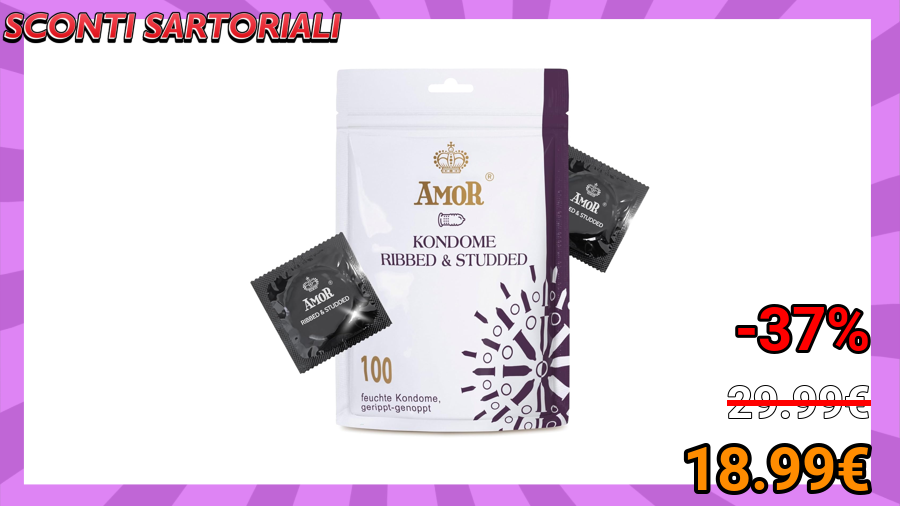 SCONTI SARTORIALI
AMOR®
KONDOME
RIBBED & STUDDED
100
feuchte Kondome,
gerippt-genoppt
AMOR
RIBBED & STUDDED
AMOR
BED & STUDDED
-37%
29.99€
18.99€